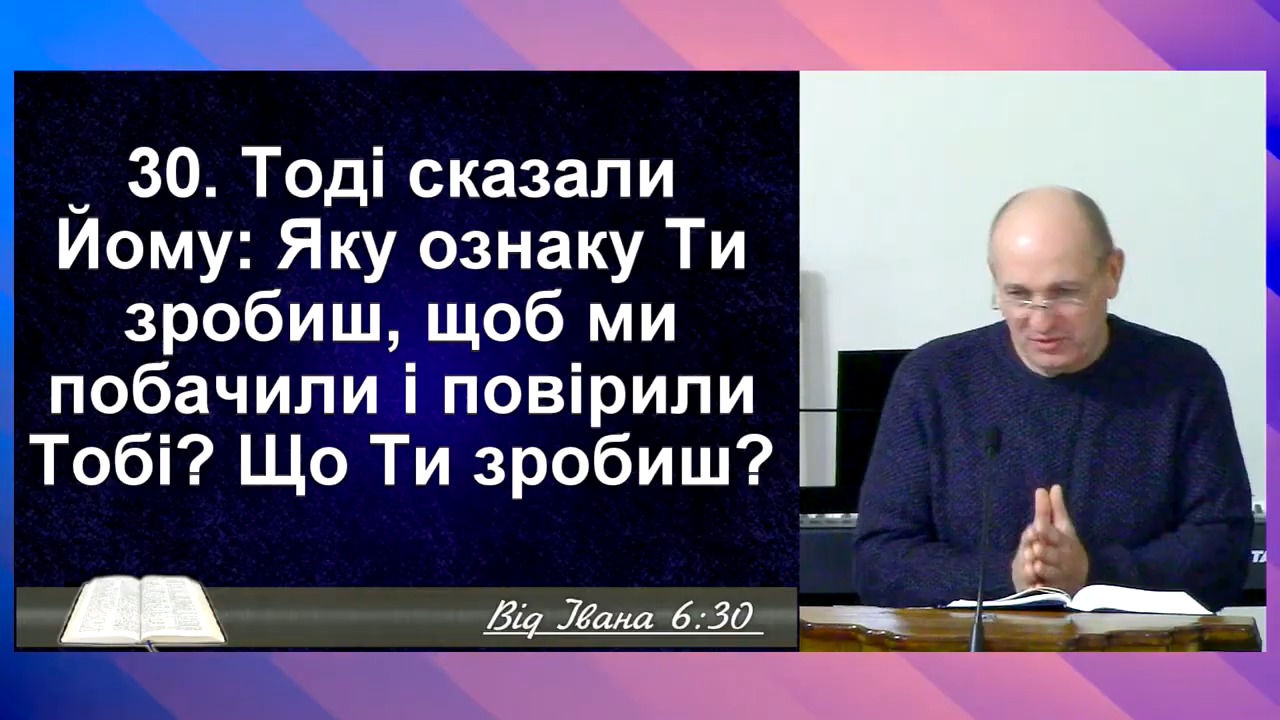 30. Тоді сказали
Йому: Яку ознаку Ти
зробиш, щоб ми
побачили і повірили
Тобі? Що Ти зробиш?
Від Івана 6:30